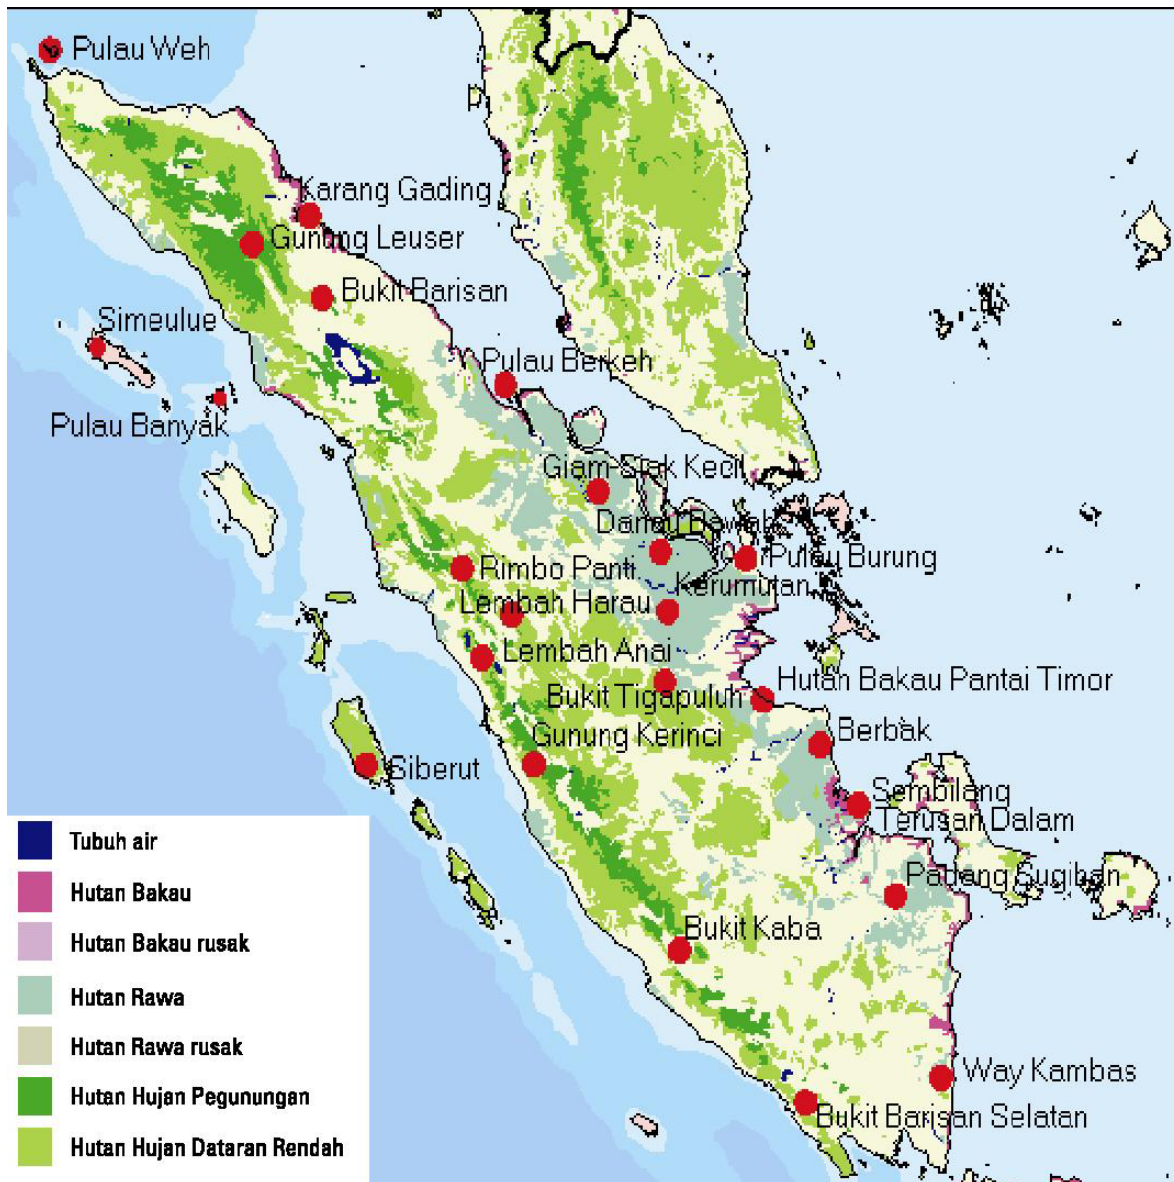 Pulau Weh
Karang Gading
Gunung Leuser
Bukit Barisan
Simeulue
Pulau Berkeh
Pulau Banyak
Giam-Siak Kecil
Danau Bawah
Pulau Burung
Rimbo Panti
Kerumutan
Lembah Harau
Lembah Anai
Bukit Tigapuluh
Hutan Bakau Pantai Timor
Gunung Kerinci
Berbak
Siberut
Sembilang
Terusan Dalam
Padang Sugihan
Bukit Kaba
Way Kambas
Bukit Barisan Selatan
Tubuh air
Hutan Bakau
Hutan Bakau rusak
Hutan Rawa
Hutan Rawa rusak
Hutan Hujan Pegunungan
Hutan Hujan Dataran Rendah